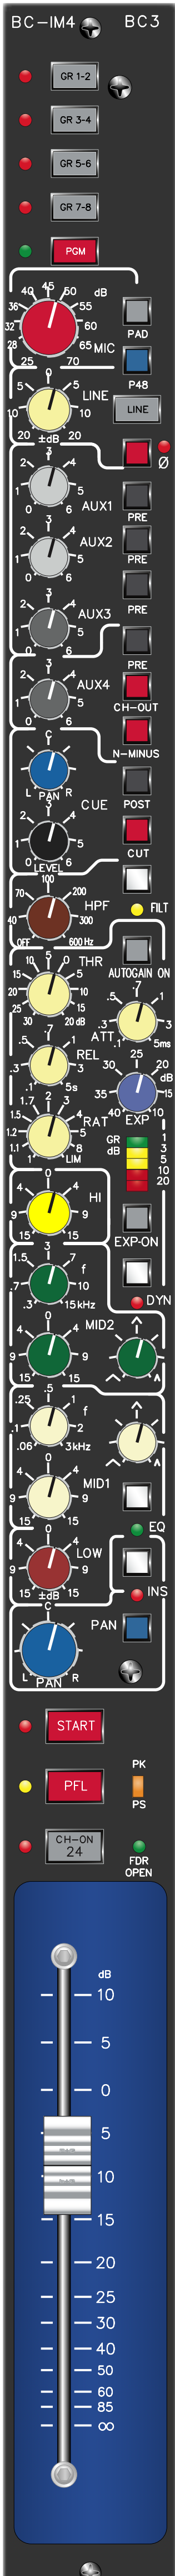 BC-IM4 BC3
GR 1-2
GR 3-4
GR 5-6
GR 7-8
PGM
40 45 50 dB
36 55
32 60
28 65 MIC
25 70
PAD
P48
0
5 5 LINE
10 10
20 ±dB 20
LINE
Ø
3
2 4
1 5 AUX1
0 6
PRE
3
2 4 AUX2
1 5
0 6
PRE
3
2 4
1 5 AUX3
0 6
PRE
3
2 4 AUX4
1 5
0 6
PRE
CH-OUT
N-MINUS
C
L PAN R
POST
3 CUE
2 4
1 5
0 LEVEL 6
CUT
100
70 200 HPF
40 300
OFF 600 Hz
FILT
5 0 5 THR
10
15 10
20 15
25 30 20 dB
AUTOGAIN ON
.7
.5 1
.3 3
.1 ATT 5ms
.7 REL
.5 1
.3 3
.1 5s
25
30 20 dB
35 15
40 EXP 10
2
1.7 3 RAT
1.5 4
1.2 5
1.1 8
1 LIM
GR 1
dB 3
5
10
20
EXP-ON
0
4 4 HI
9 9
15 15
DYN
3
1.5 7 f
.7 10
.3 15 kHz
0 MID2
4 4
9 9
15 15
.5
.25 1 f
.1 2
.06 3 kHz
0
4 4 MID1
9 9
15 15
EQ
0
4 4 LOW
9 9
15 ±dB 15
INS
C
L PAN R
PAN
START
PK
PFL
PS
CH-ON
24
FDR
OPEN
dB
10
5
0
5
10
15
20
25
30
40
50
60
85
∞